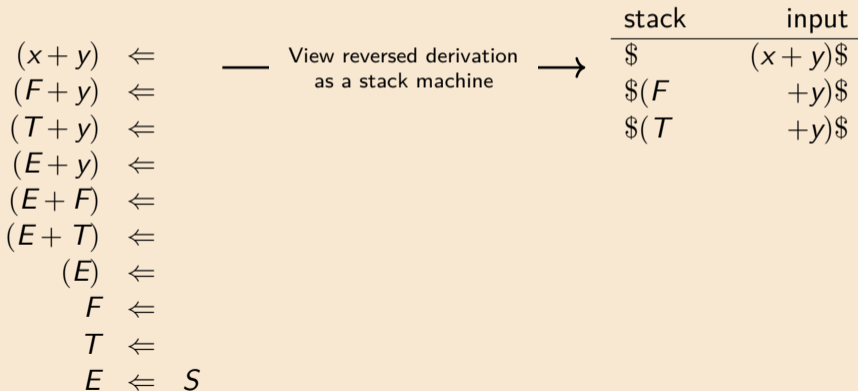 (x + y) ⇐
(F + y) ⇐
(T + y) ⇐
(E + y) ⇐
(E + F) ⇐
(E + T) ⇐
(E) ⇐
F ⇐
T ⇐
E ⇐ S
View reversed derivation
as a stack machine
stack input
$ (x + y)$
$(F +y)$
$(T +y)$